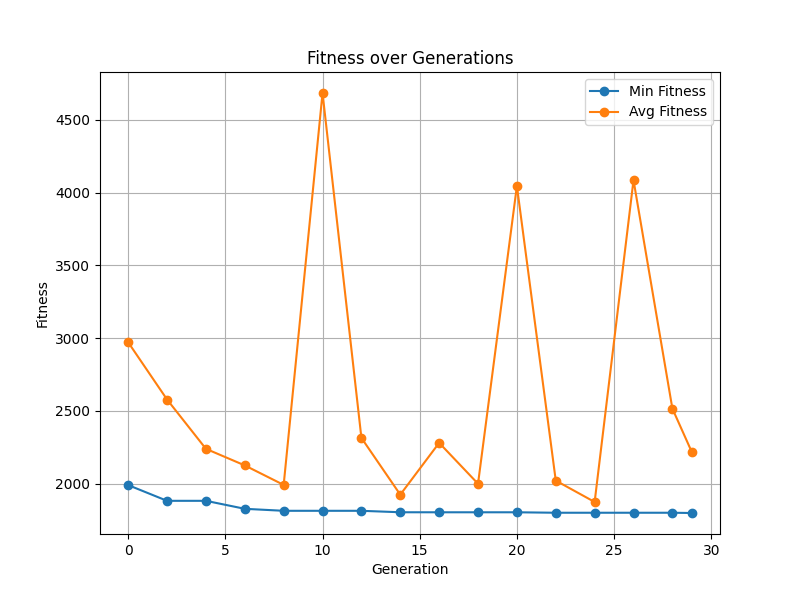 Fitness over Generations
Min Fitness
Avg Fitness
4500
4000
3500
3000
2500
2000
Fitness
0 5 10 15 20 25 30
Generation